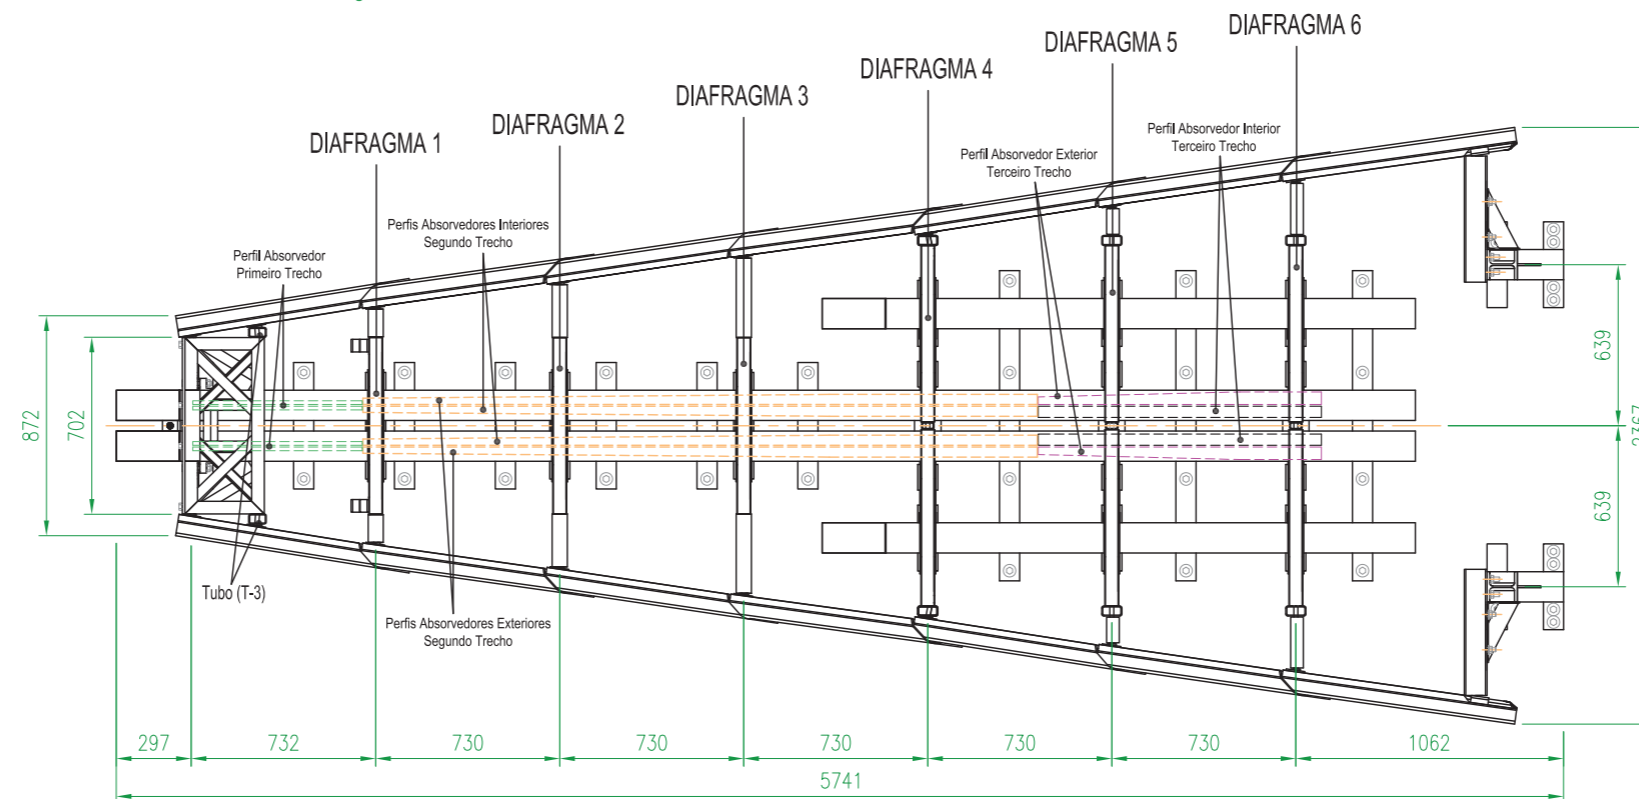 DIAFRAGMA 6
DIAFRAGMA 5
DIAFRAGMA 4
DIAFRAGMA 3
DIAFRAGMA 2
DIAFRAGMA 1
Perfil Absorvedor Interior
Terceiro Trecho
Perfil Absorvedor Exterior
Terceiro Trecho
Perfis Absorvedores Interiores
Segundo Trecho
Perfil Absorvedor
Primeiro Trecho
872
702
639
639
2367
Tubo (T-3)
Perfis Absorvedores Exteriores
Segundo Trecho
297
732
730
730
730
730
730
1062
5741